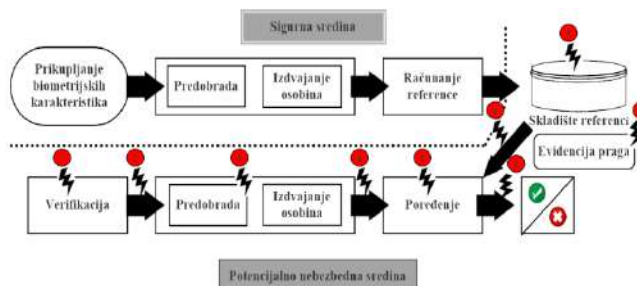 Sigurna sredina
Prikupljanje
biometrijskih
karakteristika
Predobrada
Izdvajanje
osobina
Računanje
reference
Skladište referenci
Evidencija praga
Verifikacija
Predobrada
Izdvajanje
osobina
Poređenje
Potencijalno nebezbedna sredina